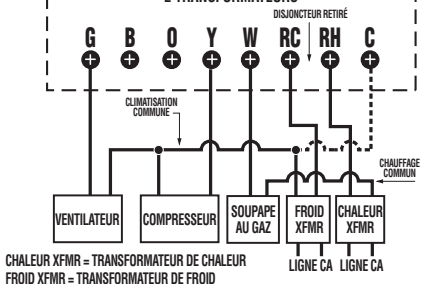 2 TRANSFORMATEURS
DISJONCTEUR RETIRÉ
G B O Y W RC RH C
CLIMATISATION
COMMUNE
CHAUFFAGE
COMMUN
VENTILATEUR
COMPRESSEUR
SOUPAPE
AU GAZ
FROID
XFMR
CHALEUR
XFMR
CHALEUR XFMR = TRANSFORMATEUR DE CHALEUR
FROID XFMR = TRANSFORMATEUR DE FROID
LIGNE CA LIGNE CA